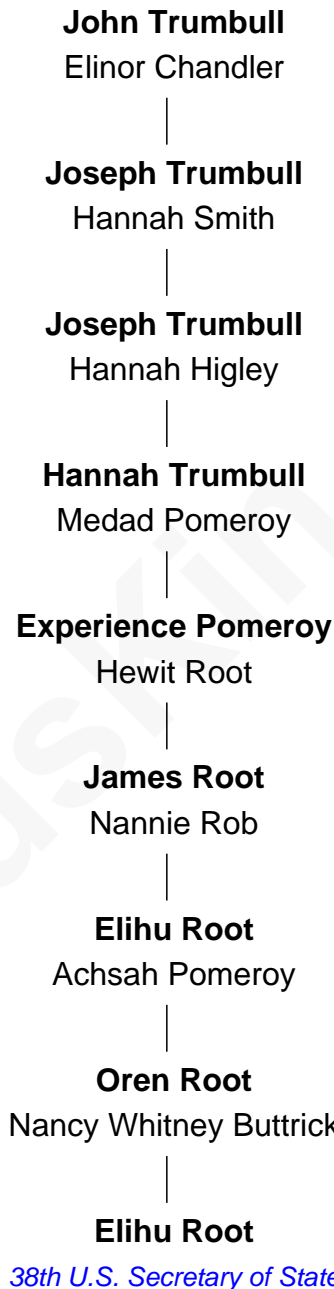 John Trumbull
Elinor Chandler
Joseph Trumbull
Hannah Smith
Joseph Trumbull
Hannah Higley
Hannah Trumbull
Medad Pomeroy
Experience Pomeroy
Hewit Root
James Root
Nannie Rob
Elihu Root
Achsah Pomeroy
Oren Root
Nancy Whitney Buttrick
Elihu Root
38th U.S. Secretary of State